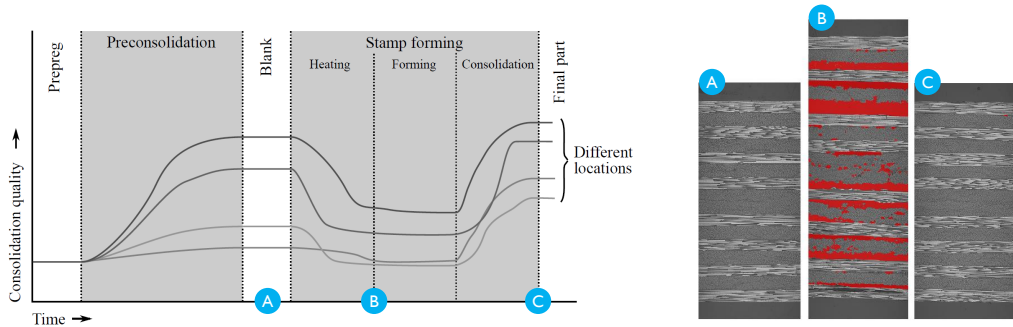 Prepreg
Preconsolidation
Blank
Stamp forming
Heating
Forming
Consolidation
Final part
Consolidation quality
Different
locations
A
B
C
Time
A
B
C